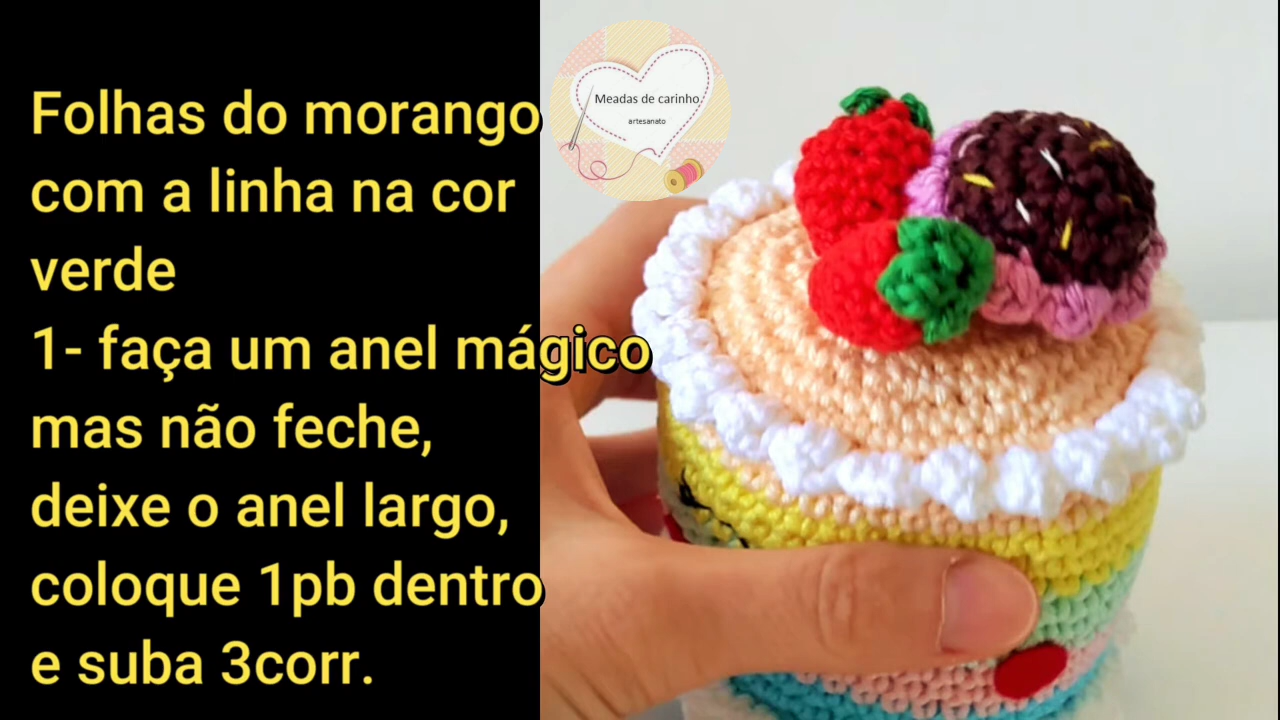 Folhas do morango
com a linha na cor
verde
1- faça um anel mágico
mas não feche,
deixe o anel largo,
coloque 1pb dentro
e suba 3corr.
Meadas de carinho
artesanato